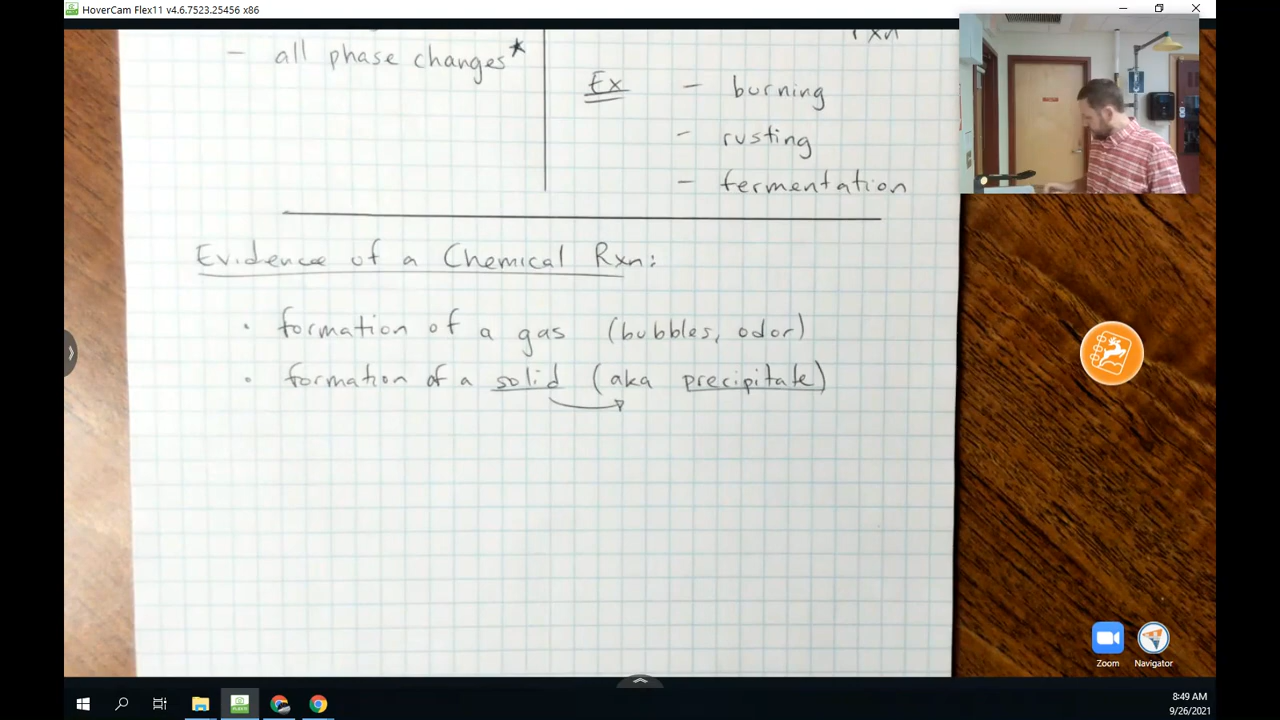 HoverCam Flex11 v4.6.7523.25456 x86
rxn
- all phase changes*
Ex - burning
- rusting
- fermentation
Evidence of a Chemical Rxn:
• formation of a gas (bubbles, odor)
• formation of a solid (aka precipitate)
Zoom
Navigator
8:49 AM
9/26/2021